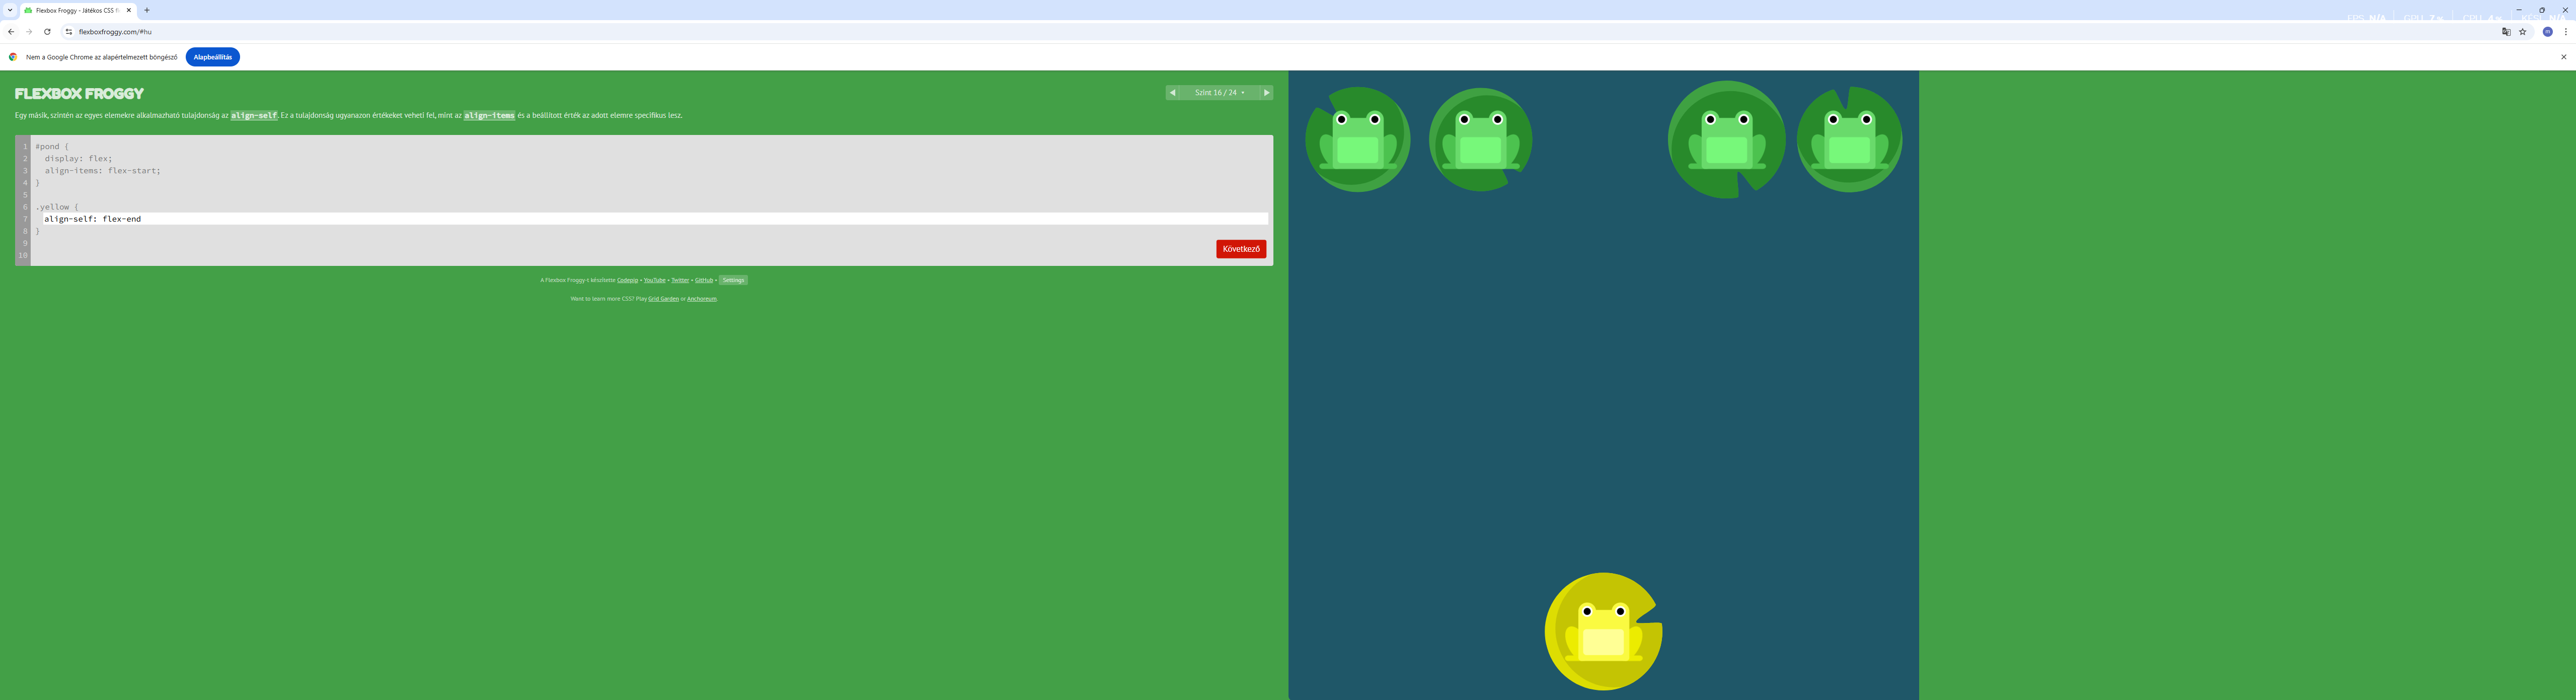 Flexbox Froggy - Játékos CSS f
flexboxfroggy.com/#hu
Nem a Google Chrome az alapértelmezett böngésző
Alapbeállítás
FLEXBOX FROGGY
Szint 16 / 24
Egy másik, szintén az egyes elemekre alkalmazható tulajdonság az align-self. Ez a tulajdonság ugyanazon értékeket veheti fel, mint az align-items és a beállított érték az adott elemre specifikus lesz.
1 #pond {
2 display: flex;
3 align-items: flex-start;
4 }
5
6 .yellow {
7 align-self: flex-end
8 }
9
10
Következő
A Flexbox Froggy-t készítette Codepip • YouTube • Twitter • GitHub • Settings
Want to learn more CSS? Play Grid Garden or Anchoreum.